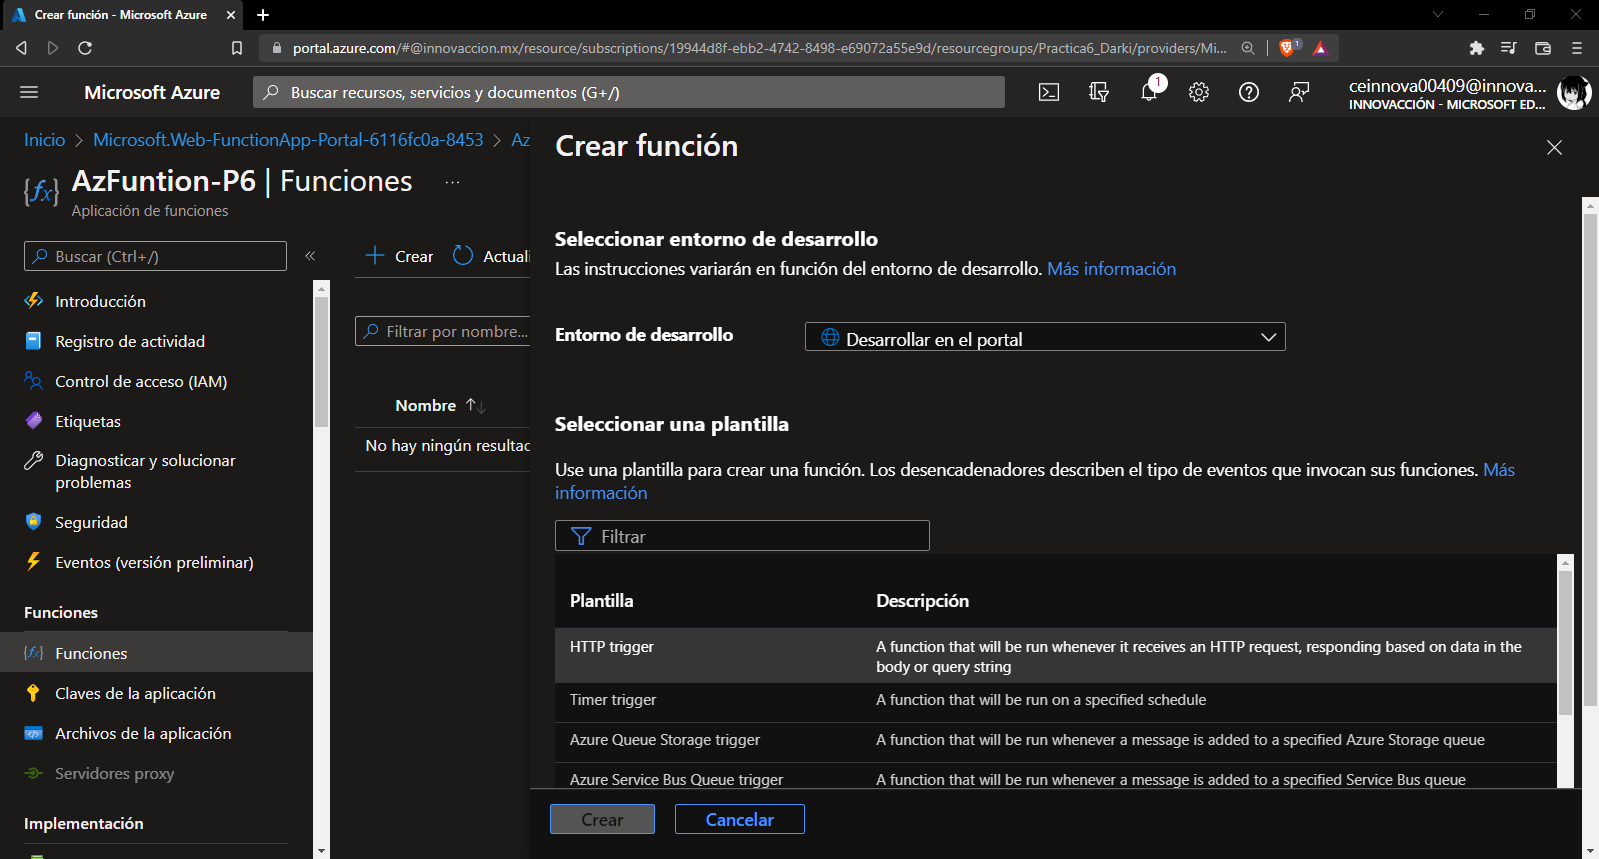 Crear función - Microsoft Azure
portal.azure.com/#@innovaccion.mx/resource/subscriptions/19944d8f-ebb2-4742-8498-e69072a55e9d/resourcegroups/Practica6_Darki/providers/Mi...
1
Microsoft Azure
Buscar recursos, servicios y documentos (G+/)
1
ceinnova00409@innova...
INNOVACCIÓN - MICROSOFT ED...
Inicio > Microsoft.Web-FunctionApp-Portal-6116fc0a-8453 > Az
{fx}
AzFuntion-P6 | Funciones ...
Aplicación de funciones
Buscar (Ctrl+/) «
Introducción
Registro de actividad
Control de acceso (IAM)
Etiquetas
Diagnosticar y solucionar
problemas
Seguridad
Eventos (versión preliminar)
Funciones
Funciones
Claves de la aplicación
Archivos de la aplicación
Servidores proxy
Implementación
+ Crear
Actuali
Filtrar por nombre...
Nombre ↑↓
No hay ningún resultad
Crear función
Seleccionar entorno de desarrollo
Las instrucciones variarán en función del entorno de desarrollo. Más información
Entorno de desarrollo
Desarrollar en el portal
Seleccionar una plantilla
Use una plantilla para crear una función. Los desencadenadores describen el tipo de eventos que invocan sus funciones. Más
información
Filtrar
Plantilla Descripción
HTTP trigger A function that will be run whenever it receives an HTTP request, responding based on data in the
body or query string
Timer trigger A function that will be run on a specified schedule
Azure Queue Storage trigger A function that will be run whenever a message is added to a specified Azure Storage queue
Azure Service Bus Queue trigger A function that will be run whenever a message is added to a specified Service Bus queue
Crear Cancelar